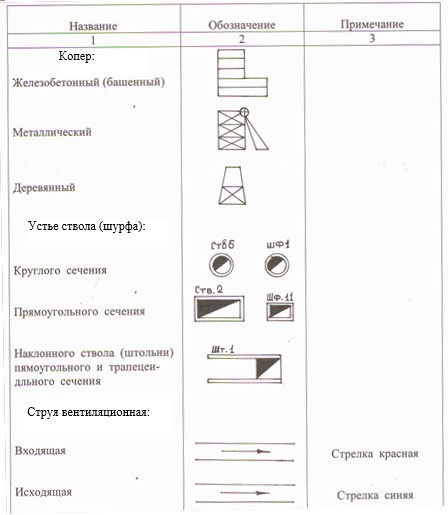 Название Обозначение Примечание
1 2 3
Копер:
Железобетонный (башенный)
Металлический
Деревянный
Устье ствола (шурфа):
Ств6 шФ1
Круглого сечения
Ств.2 Шф.11
Прямоугольного сечения
Наклонного ствола (штольни) Шт.1
пямоугольного и трапецеи-
дльного сечения
Струя вентиляционная:
Входящая Стрелка красная
Исходящая Стрелка синяя